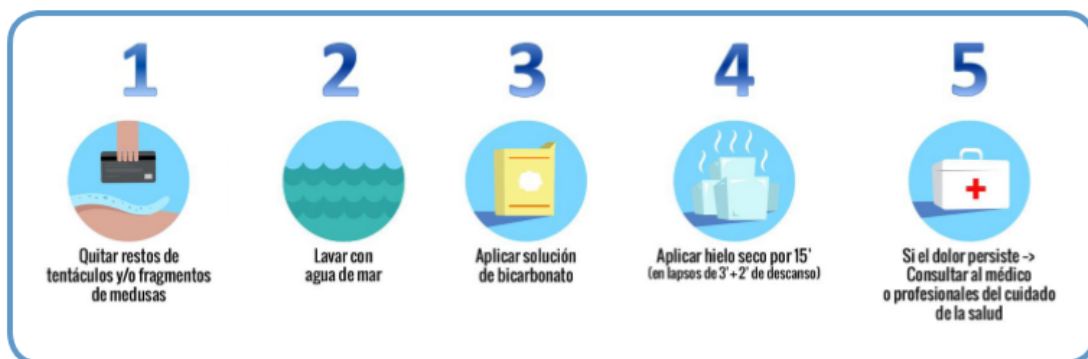 1
2
3
4
5
Quitar restos de
tentáculos y/o fragmentos
de medusas
Lavar con
agua de mar
Aplicar solución
de bicarbonato
Aplicar hielo seco por 15'
(en lapsos de 3'+2' de descanso)
Si el dolor persiste ->
Consultar al médico
o profesionales del cuidado
de la salud